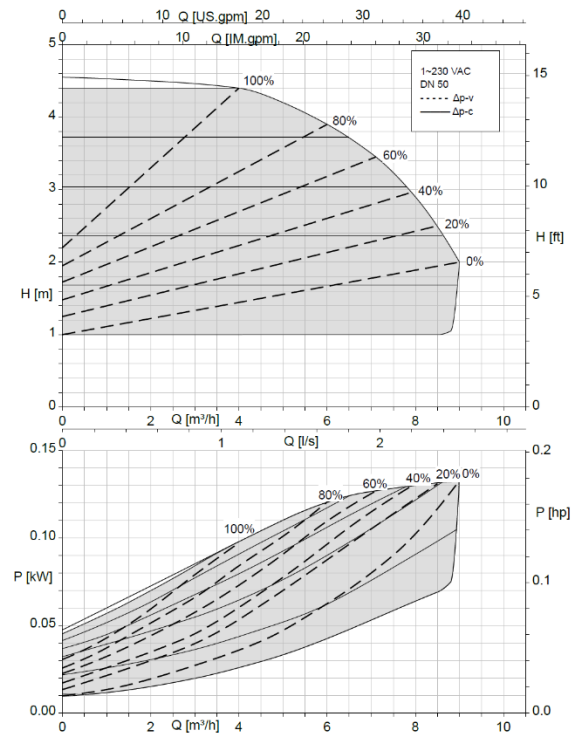 Q [US.gpm]
0 10 20 30 40
Q [IM.gpm]
0 10 20 30
5
4
3
2
1
0
H [m]
15
10
5
0
H [ft]
1~230 VAC
DN 50
Δp-v
Δp-c
100%
80%
60%
40%
20%
0%
Q [m³/h]
2 4 6 8 10
0 1 2
Q [l/s]
0.15
0.10
0.05
0.00
P [kW]
0.2
0.1
0.0
P [hp]
100%
80%
60%
40%
20%
0%
0 2 4 6 8 10
Q [m³/h]